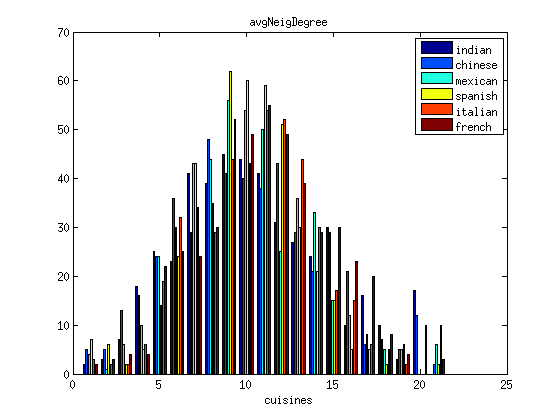 avgNeigDegree
70
60
50
40
30
20
10
0
indian
chinese
mexican
spanish
italian
french
0 5 10 15 20 25
cuisines